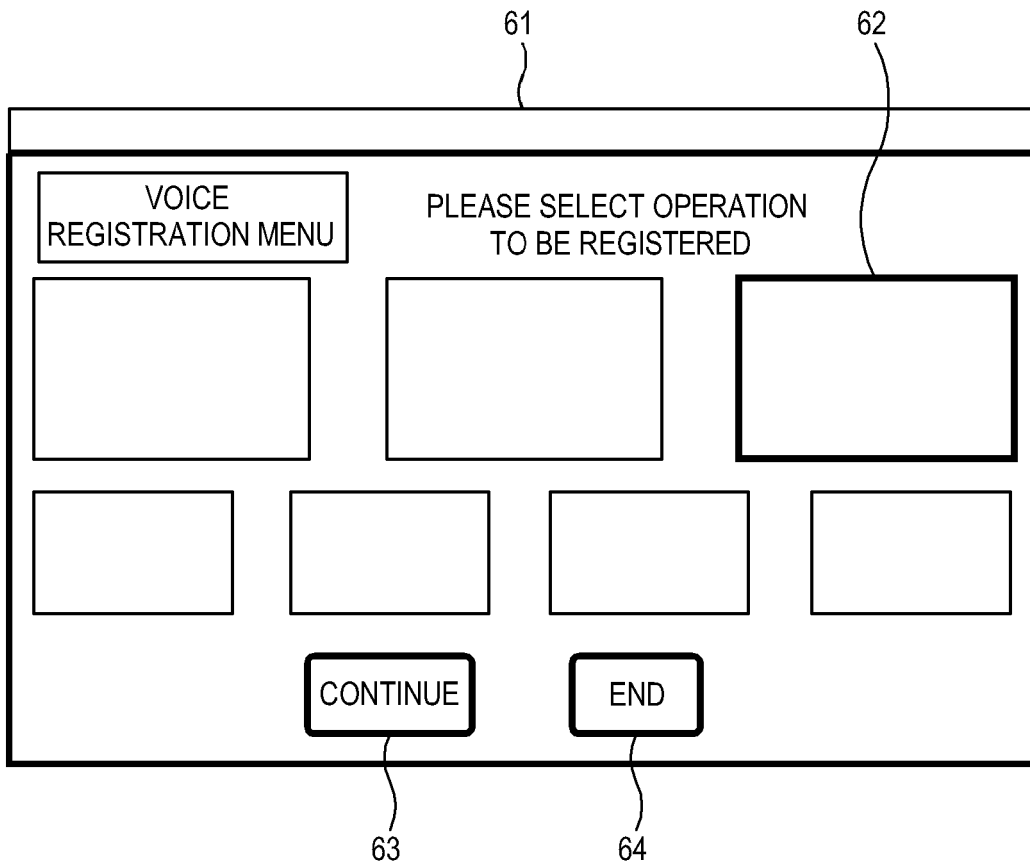 61
62
VOICE
REGISTRATION MENU
PLEASE SELECT OPERATION
TO BE REGISTERED
CONTINUE
END
63
64